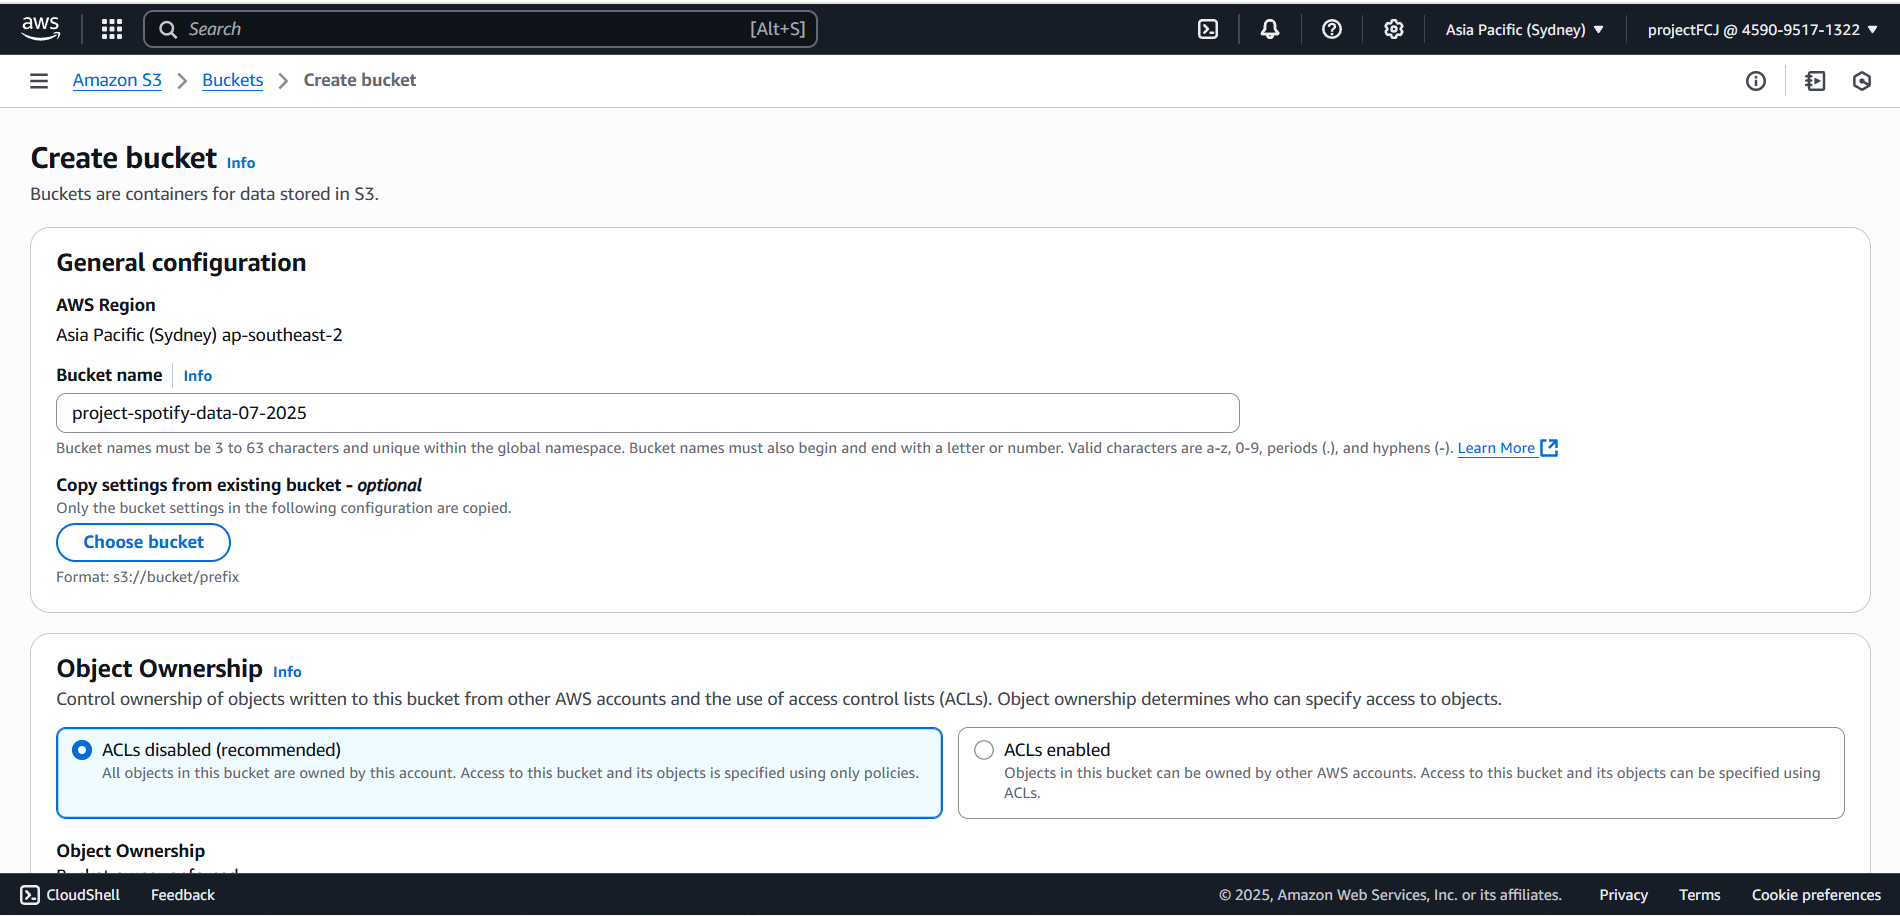 aws
Search [Alt+S]
Asia Pacific (Sydney)
projectFCJ @ 4590-9517-1322
Amazon S3 > Buckets > Create bucket
Create bucket Info
Buckets are containers for data stored in S3.
General configuration
AWS Region
Asia Pacific (Sydney) ap-southeast-2
Bucket name Info
project-spotify-data-07-2025
Bucket names must be 3 to 63 characters and unique within the global namespace. Bucket names must also begin and end with a letter or number. Valid characters are a-z, 0-9, periods (.), and hyphens (-). Learn More
Copy settings from existing bucket - optional
Only the bucket settings in the following configuration are copied.
Choose bucket
Format: s3://bucket/prefix
Object Ownership Info
Control ownership of objects written to this bucket from other AWS accounts and the use of access control lists (ACLs). Object ownership determines who can specify access to objects.
ACLs disabled (recommended)
All objects in this bucket are owned by this account. Access to this bucket and its objects is specified using only policies.
ACLs enabled
Objects in this bucket can be owned by other AWS accounts. Access to this bucket and its objects can be specified using
ACLs.
Object Ownership
CloudShell Feedback
© 2025, Amazon Web Services, Inc. or its affiliates. Privacy Terms Cookie preferences